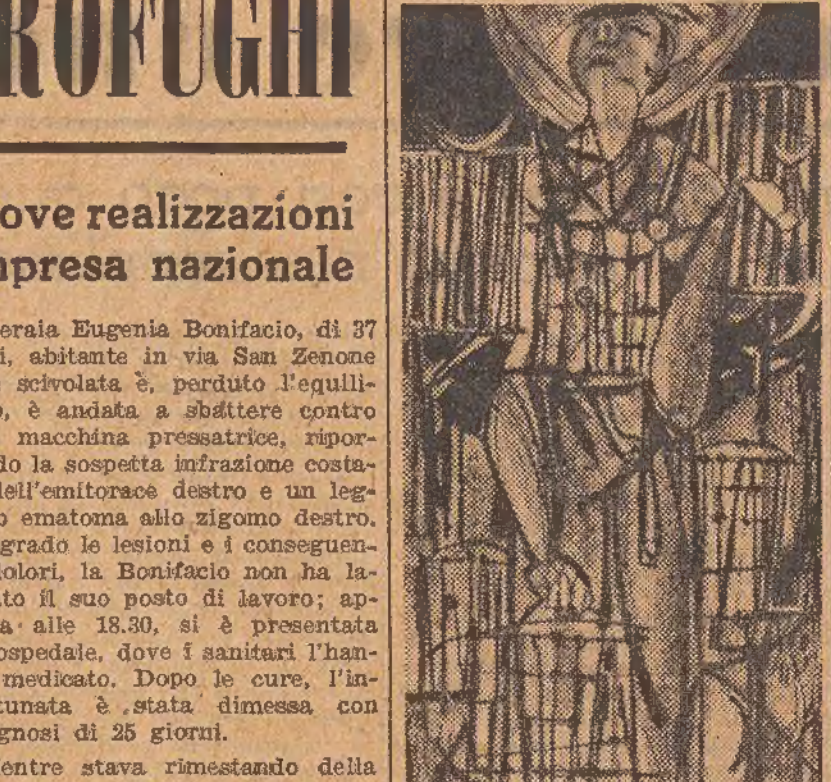 ROFUGHI
ove realizzazioni
mpresa nazionale
eraia Eugenia Bonifacio, di 37
i, abitante in via San Zenone
scivolata è, perduto l'equili-
o, è andata a sbattere contro
macchina pressatrice, ripor-
do la sospetta infrazione costa-
dell'emitorace destro e un leg-
o ematoma allo zigomo destro.
grado le lesioni e i conseguen-
dolori, la Bonifacio non ha la-
ato il suo posto di lavoro; ap-
a alle 18.30, si è presentata
ospedale, dove i sanitari l'han-
medicato. Dopo le cure, l'in-
tunata è stata dimessa con
gnosi di 25 giorni.
entre stava rimestando della